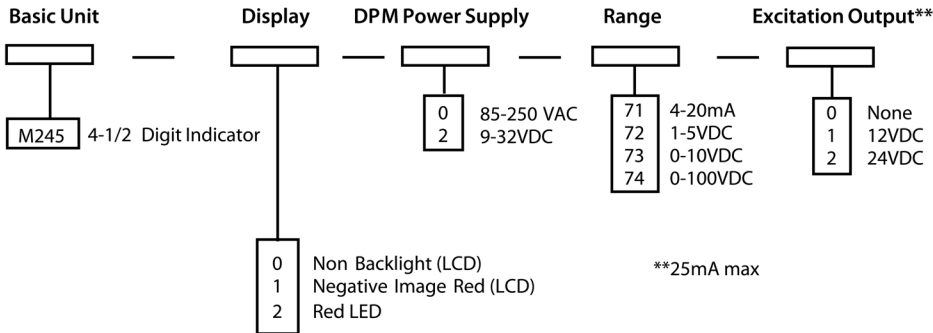 Basic Unit Display DPM Power Supply Range Excitation Output**
M245 4-1/2 Digit Indicator
0 85-250 VAC
2 9-32VDC
71 4-20mA
72 1-5VDC
73 0-10VDC
74 0-100VDC
0 None
1 12VDC
2 24VDC
0 Non Backlight (LCD)
1 Negative Image Red (LCD)
2 Red LED
**25mA max